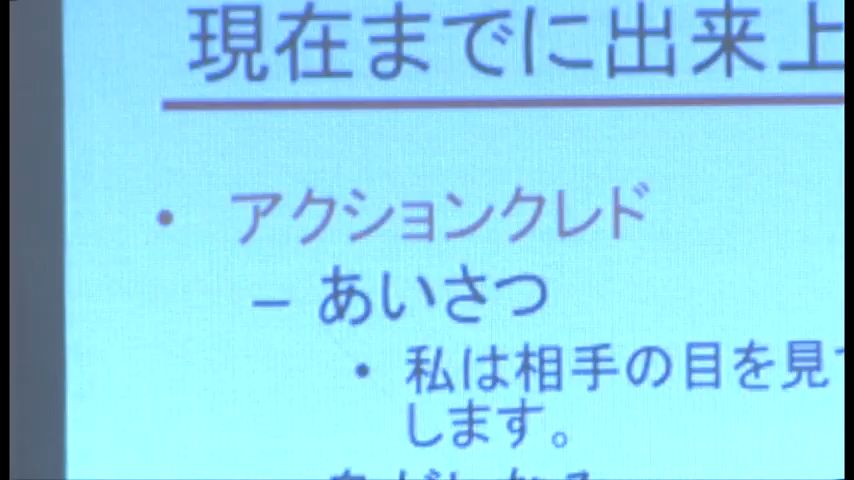 現在までに出来上
• アクションクレド
– あいさつ
• 私は相手の目を見
します。